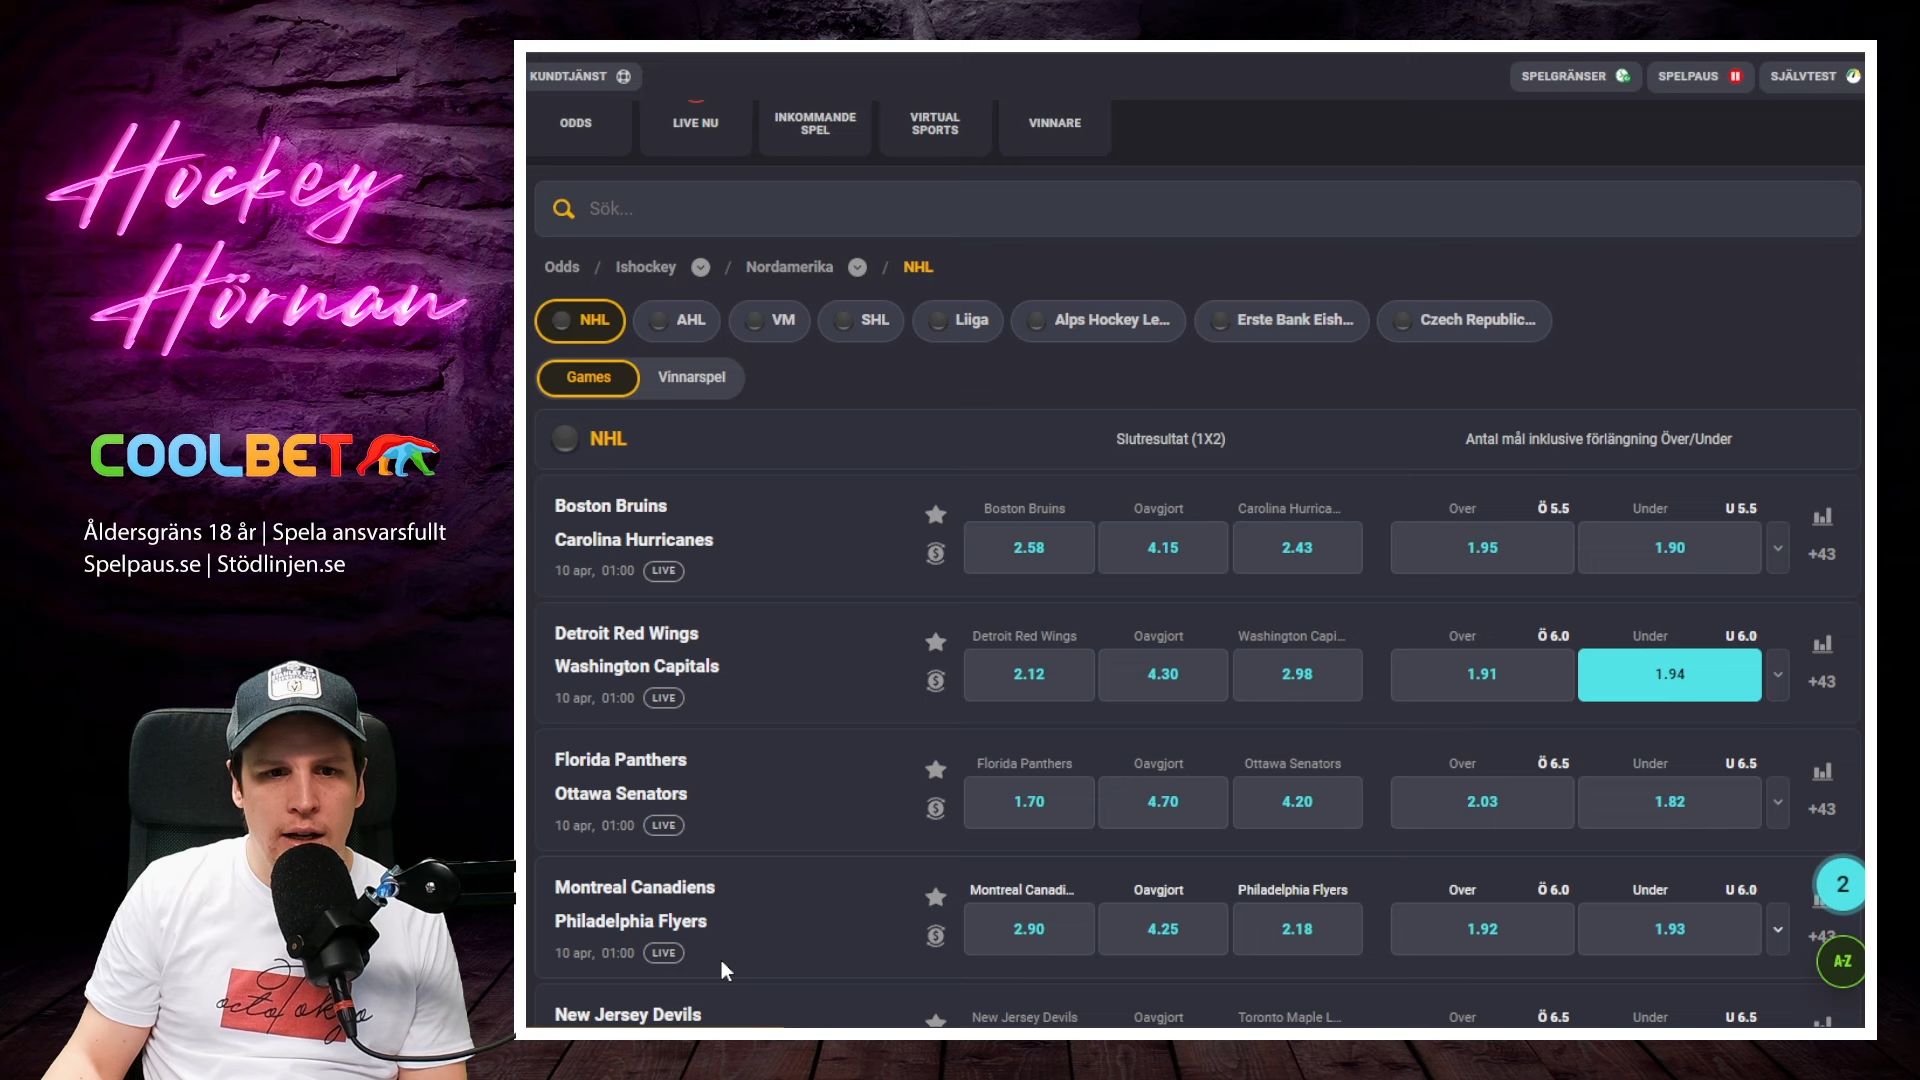 Hockey
Hörnan
COOLBET
Åldersgräns 18 år | Spela ansvarsfullt
Spelpaus.se | Stödlinjen.se
KUNDTJÄNST
SPELGRÄNSER
SPELPAUS
SJÄLVTEST
ODDS
LIVE NU
INKOMMANDE
SPEL
VIRTUAL
SPORTS
VINNARE
Sök...
Odds / Ishockey / Nordamerika / NHL
NHL
AHL
VM
SHL
Liiga
Alps Hockey Le...
Erste Bank Eish...
Czech Republic...
Games
Vinnarspel
NHL
Slutresultat (1X2)
Antal mål inklusive förlängning Över/Under
Boston Bruins
Carolina Hurricanes
10 apr, 01:00 LIVE
Boston Bruins Oavgjort Carolina Hurrica... Over Ö 5.5 Under U 5.5
2.58 4.15 2.43 1.95 1.90
+43
Detroit Red Wings
Washington Capitals
10 apr, 01:00 LIVE
Detroit Red Wings Oavgjort Washington Capi... Over Ö 6.0 Under U 6.0
2.12 4.30 2.98 1.91 1.94
+43
Florida Panthers
Ottawa Senators
10 apr, 01:00 LIVE
Florida Panthers Oavgjort Ottawa Senators Over Ö 6.5 Under U 6.5
1.70 4.70 4.20 2.03 1.82
+43
Montreal Canadiens
Philadelphia Flyers
10 apr, 01:00 LIVE
Montreal Canadi... Oavgjort Philadelphia Flyers Over Ö 6.0 Under U 6.0
2.90 4.25 2.18 1.92 1.93
+43
2
A-Z
New Jersey Devils
New Jersey Devils Oavgjort Toronto Maple L... Over Ö 6.5 Under U 6.5